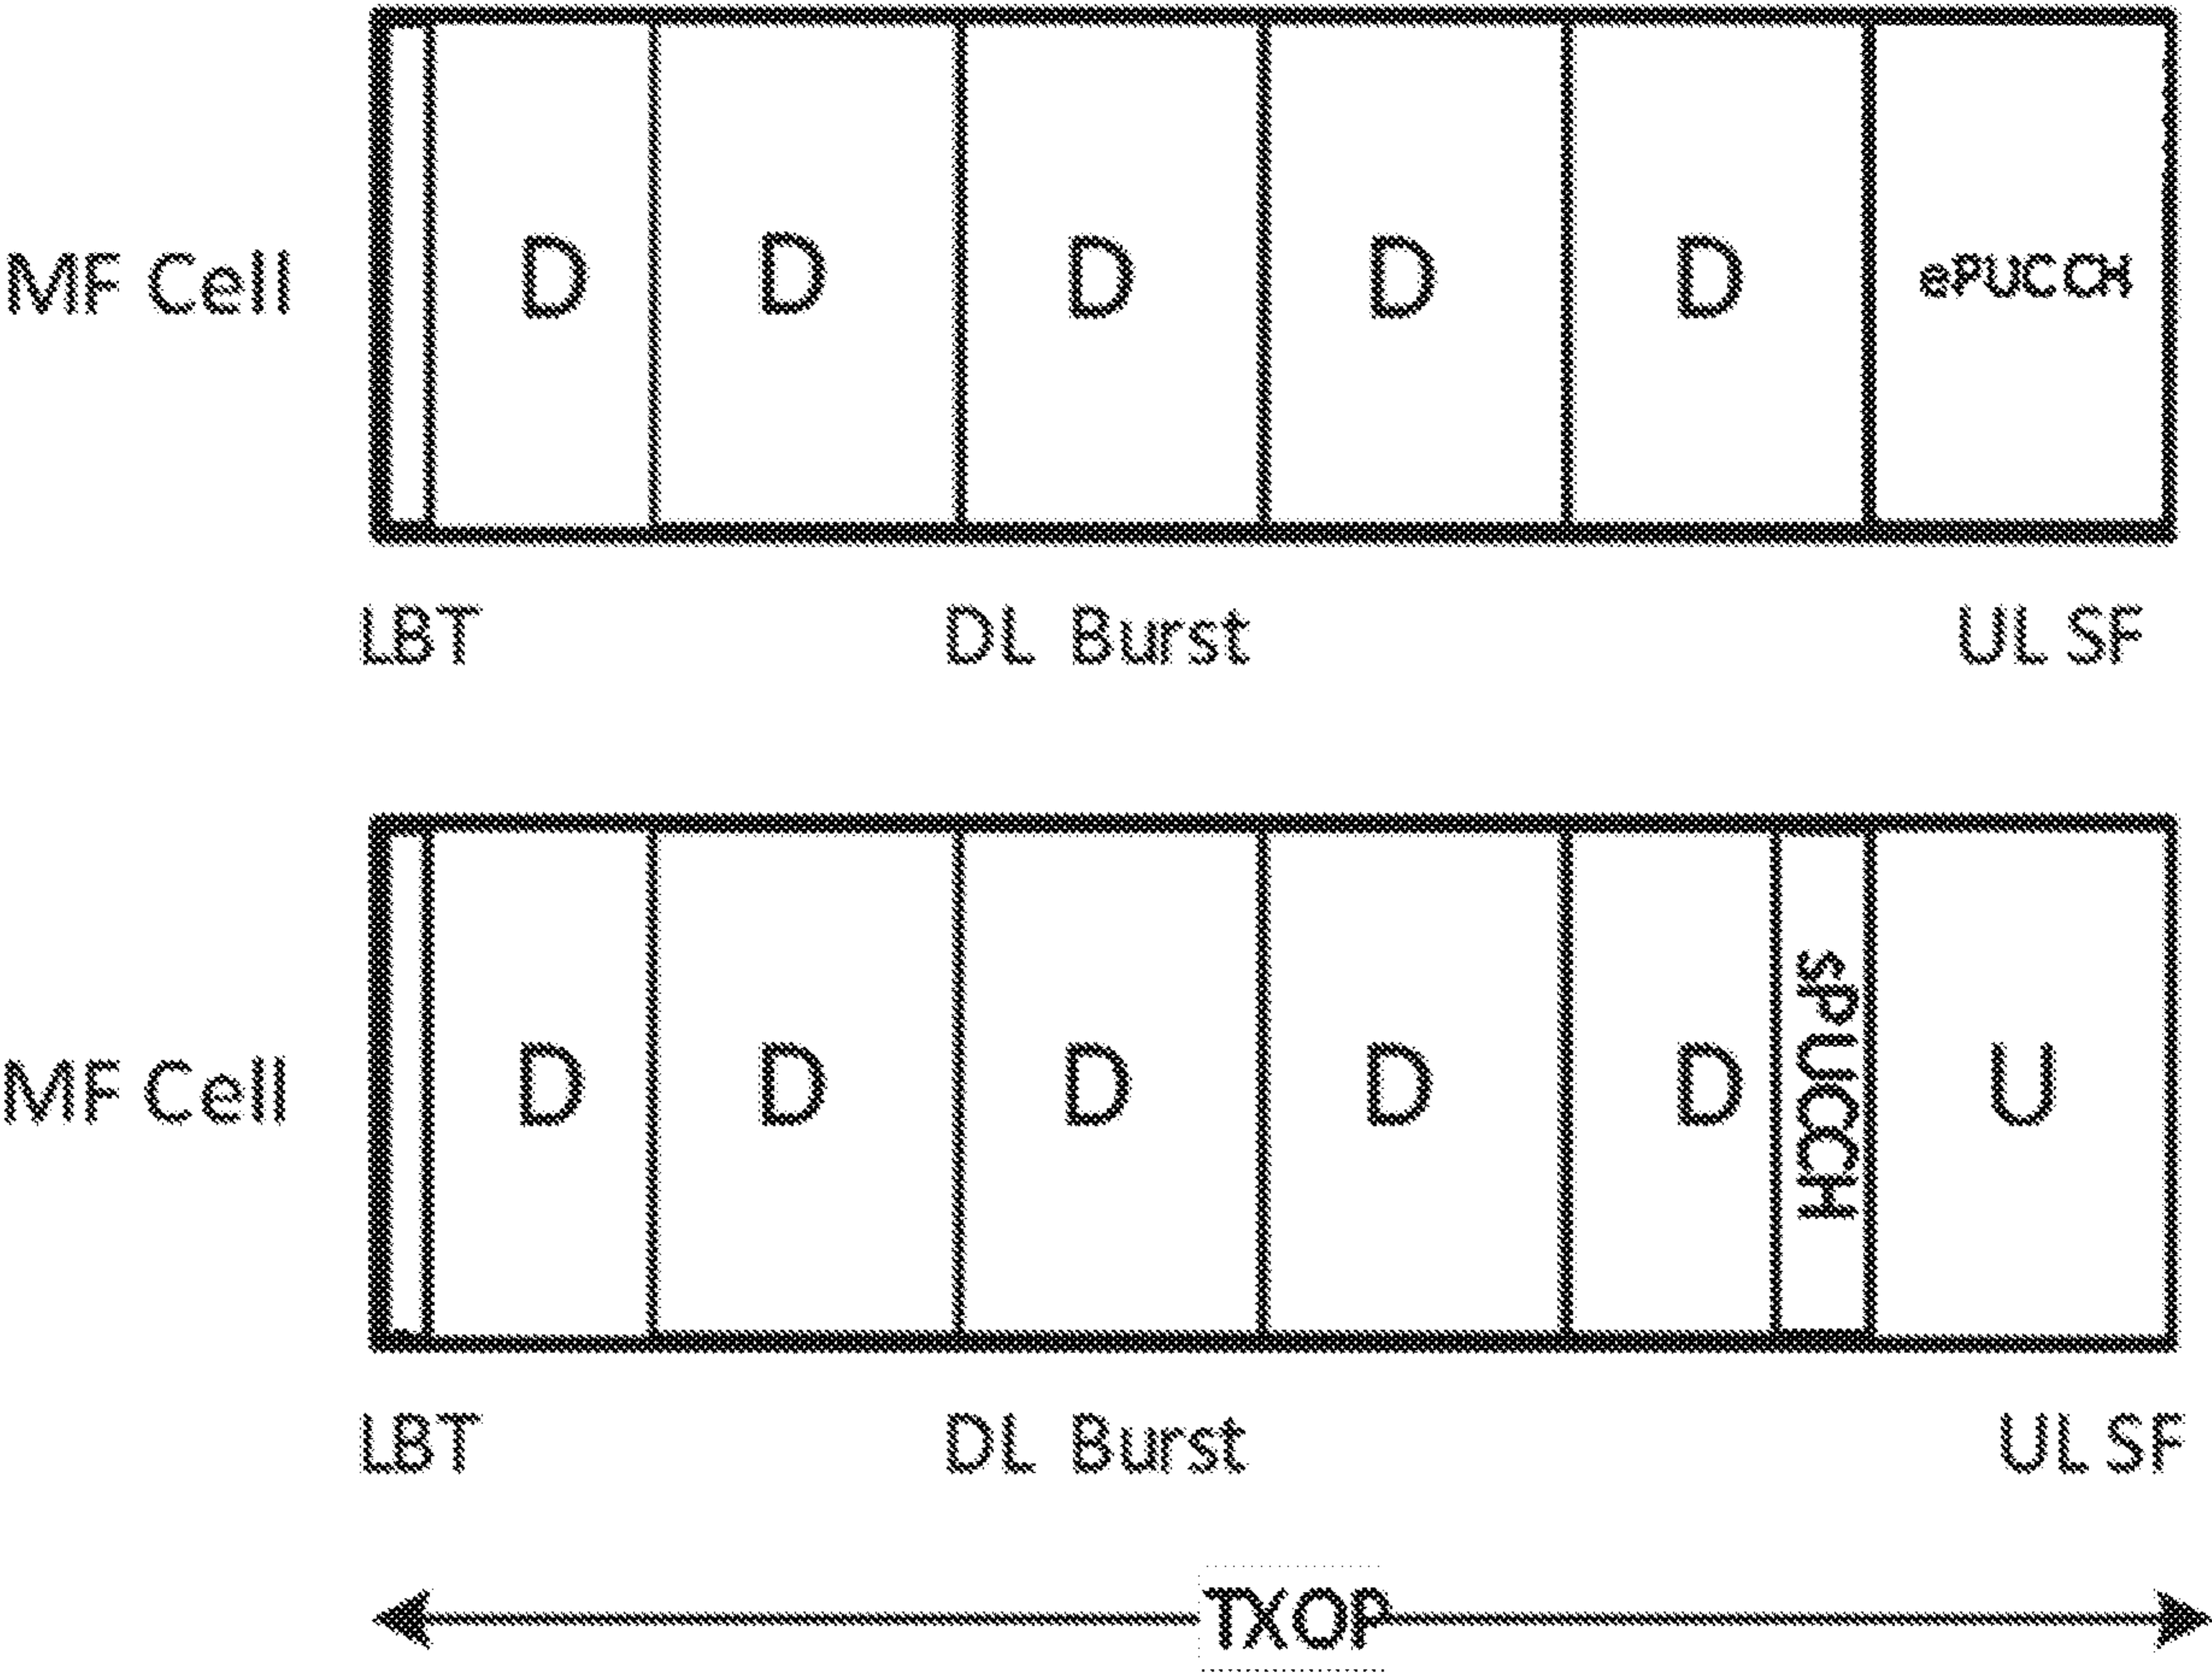 MF Cell D D D D D ePUCCH
LBT DL Burst UL SF
MF Cell D D D D D sPUCCH U
LBT DL Burst UL SF
TXOP